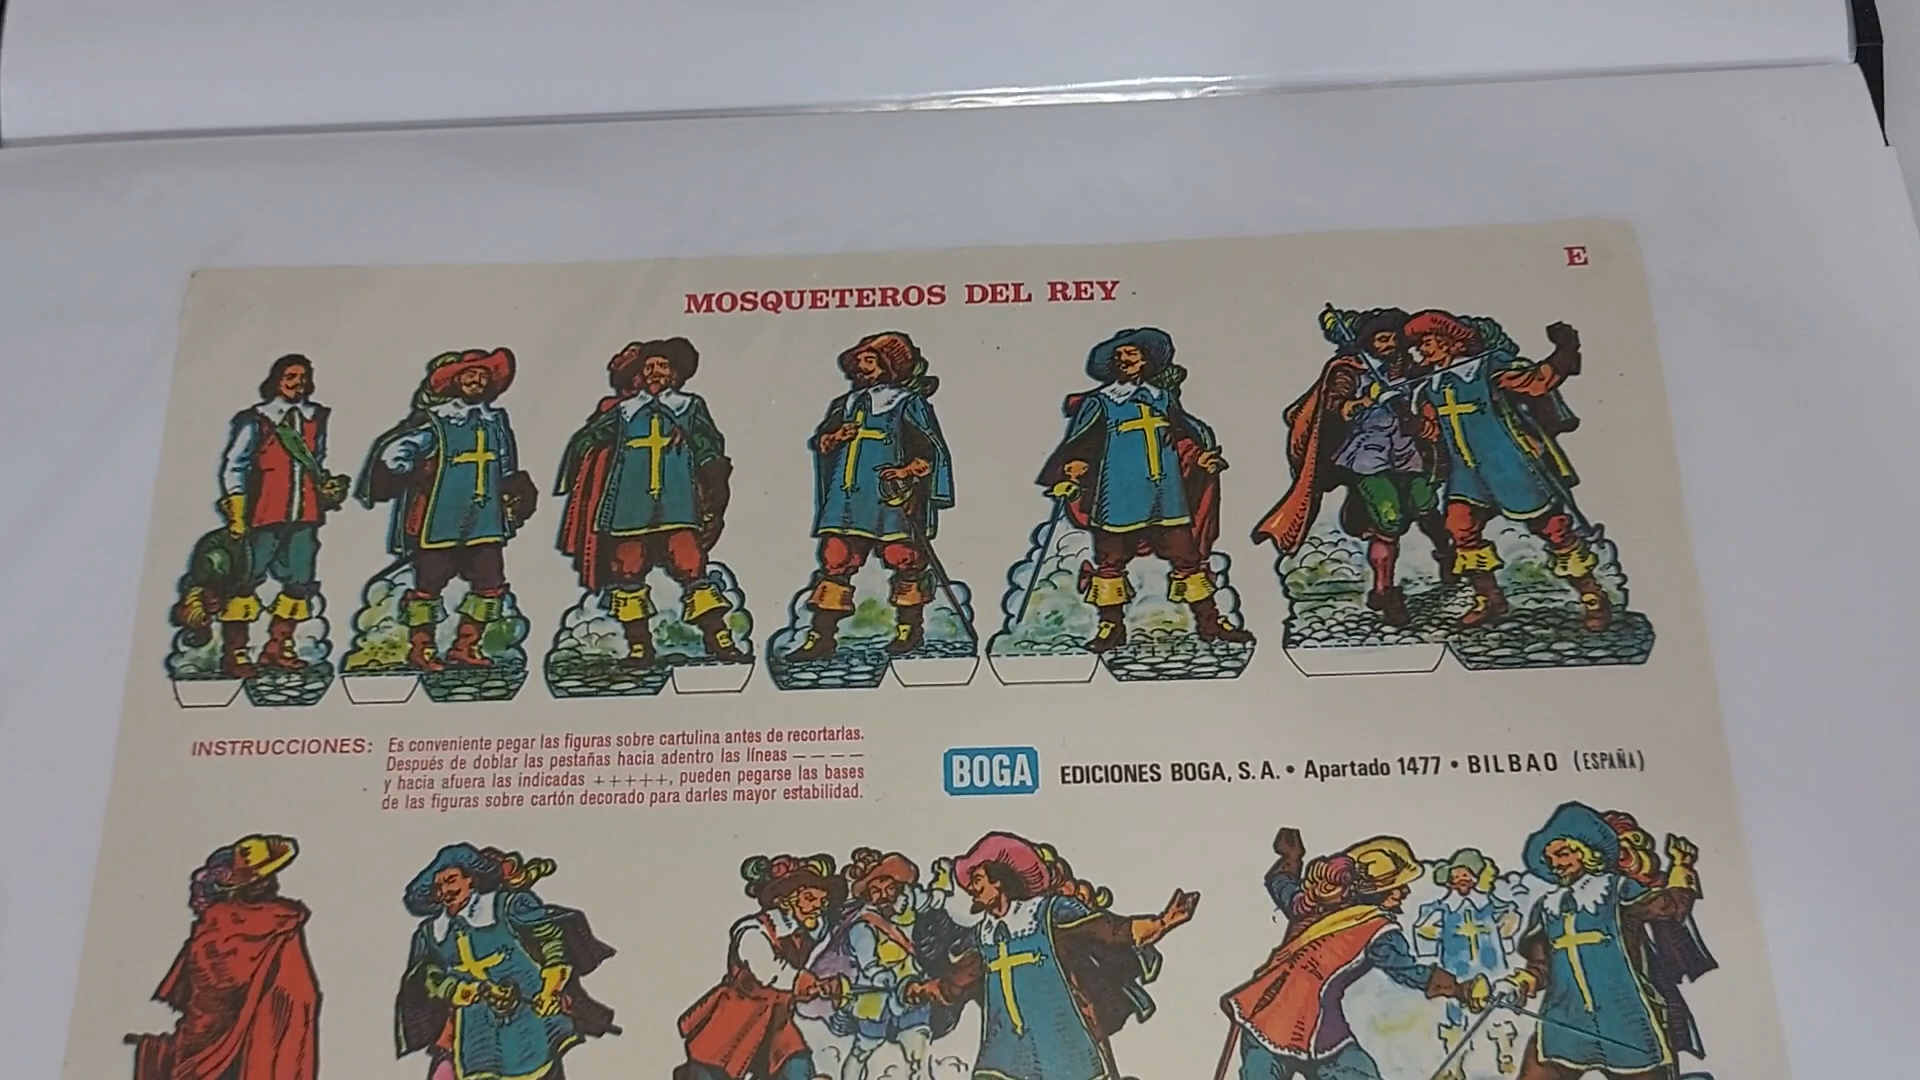 E
MOSQUETEROS DEL REY
INSTRUCCIONES: Es conveniente pegar las figuras sobre cartulina antes de recortarlas.
Después de doblar las pestañas hacia adentro las líneas — — — —
y hacia afuera las indicadas +++++, pueden pegarse las bases
de las figuras sobre cartón decorado para darles mayor estabilidad.
BOGA EDICIONES BOGA, S. A. • Apartado 1477 • BILBAO (ESPAÑA)